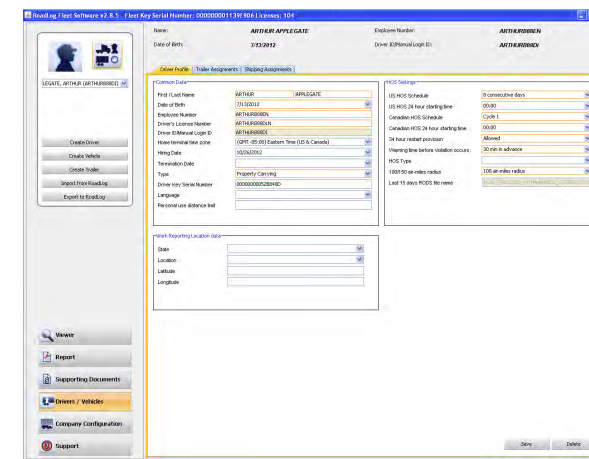 RoadLog Fleet Software v2.8.5 Fleet Key Serial Number: 000000001139E906 Licenses: 104
Name: ARTHUR APPLEGATE Employee Number: ARTHURBBBEN
Date of Birth: 7/13/2012 Driver ID/Manual Login ID: ARTHURBBBDI
Driver Profile Trailer Assignments Shipping Assignments
LEGATE, ARTHUR (ARTHURBBBDI)
Create Driver
Create Vehicle
Create Trailer
Import from RoadLog
Export to RoadLog
Common Data
First / Last Name ARTHUR APPLEGATE
Date of Birth 7/13/2012
Employee Number ARTHURBBBEN
Driver's License Number ARTHURBBBDLN
Driver ID/Manual Login ID ARTHURBBBDI
Home terminal time zone (GMT -05:00) Eastern Time (US & Canada)
Hiring Date 10/26/2012
Termination Date
Type Property Carrying
Driver Key Serial Number
Language
Personal use distance limit
HOS Settings
US HOS Schedule 8 consecutive days
US HOS 24 hour starting time 00:00
Canadian HOS Schedule Cycle 1
Canadian HOS 24 hour starting time 00:00
34 hour restart provision Allowed
Warning time before violation occurs 30 min in advance
HOS Type
100/150 air-miles radius 100 air-miles radius
Last 15 days RODS file name
Work Reporting Location data
State
Location
Latitude
Longitude
Viewer
Report
Supporting Documents
Drivers / Vehicles
Company Configuration
Support
Save Delete